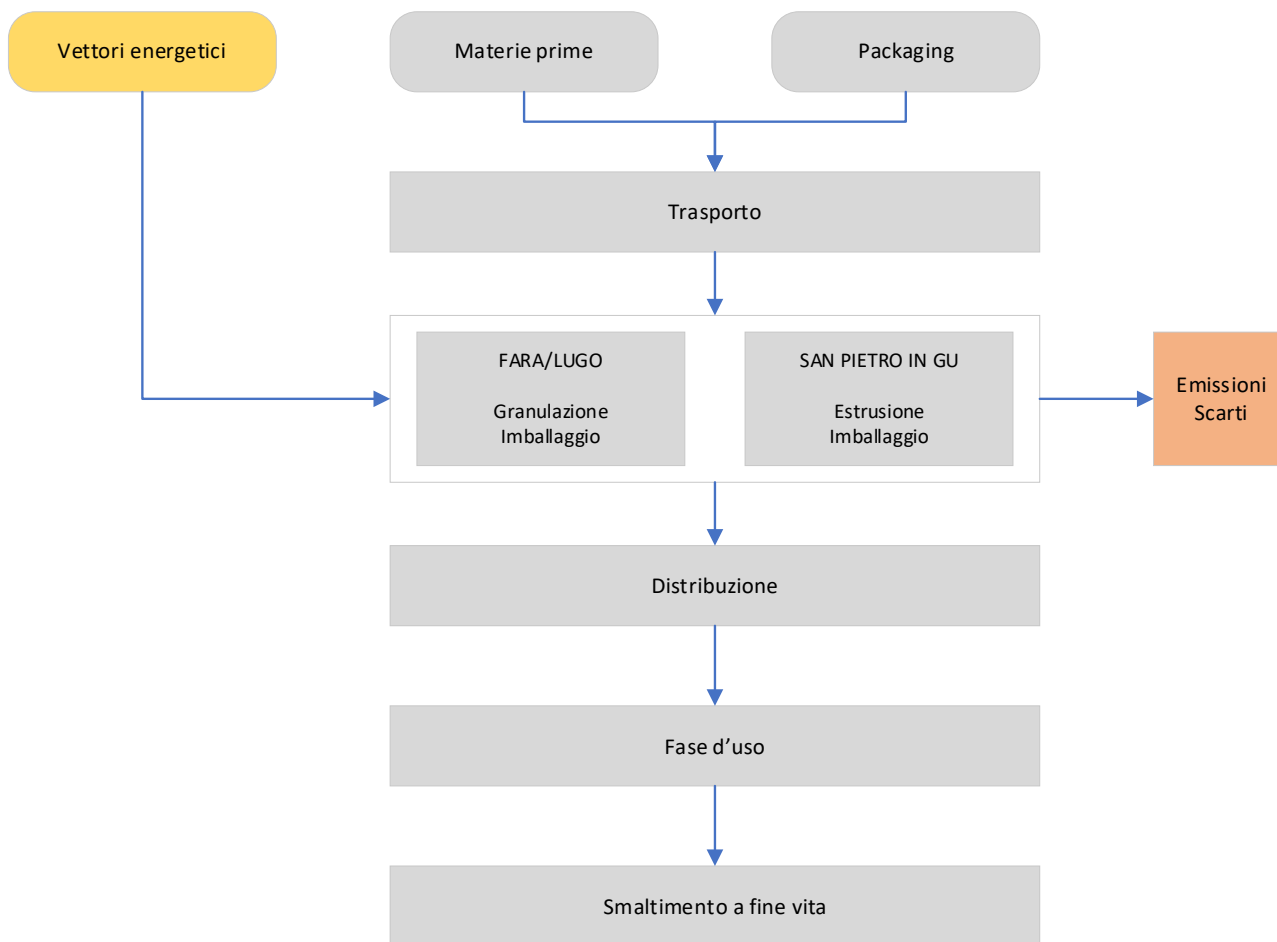 Vettori energetici
Materie prime
Packaging
Trasporto
FARA/LUGO
Granulazione
Imballaggio
SAN PIETRO IN GU
Estrusione
Imballaggio
Emissioni
Scarti
Distribuzione
Fase d’uso
Smaltimento a fine vita